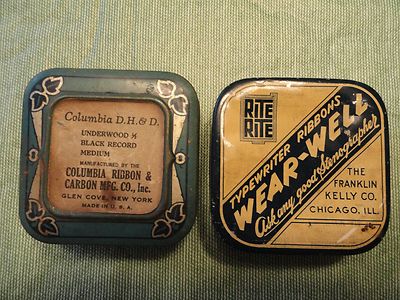 Columbia D.H.& D.
UNDERWOOD ½
BLACK RECORD
MEDIUM
MANUFACTURED BY THE
COLUMBIA RIBBON &
CARBON MFG. CO., Inc.
GLEN COVE, NEW YORK
MADE IN U. S. A.
RiTE
RiTE
TYPEWRITER RIBBONS
WEAR-WELL
Ask any good Stenographer
THE
FRANKLIN
KELLY CO.
CHICAGO, ILL.